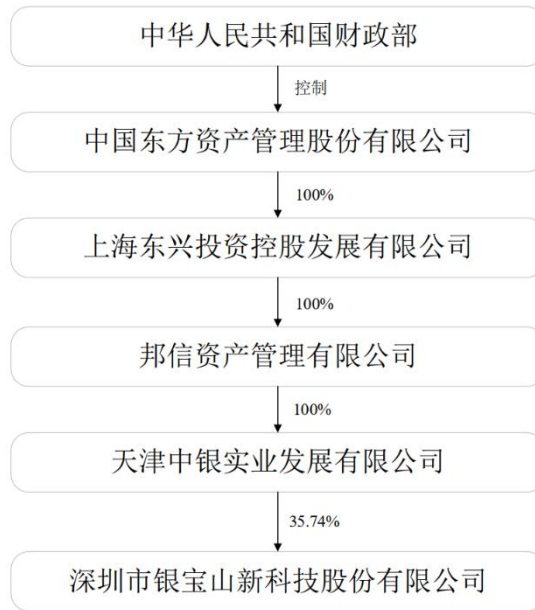 中华人民共和国财政部
控制
中国东方资产管理股份有限公司
100%
上海东兴投资控股发展有限公司
100%
邦信资产管理有限公司
100%
天津中银实业发展有限公司
35.74%
深圳市银宝山新科技股份有限公司